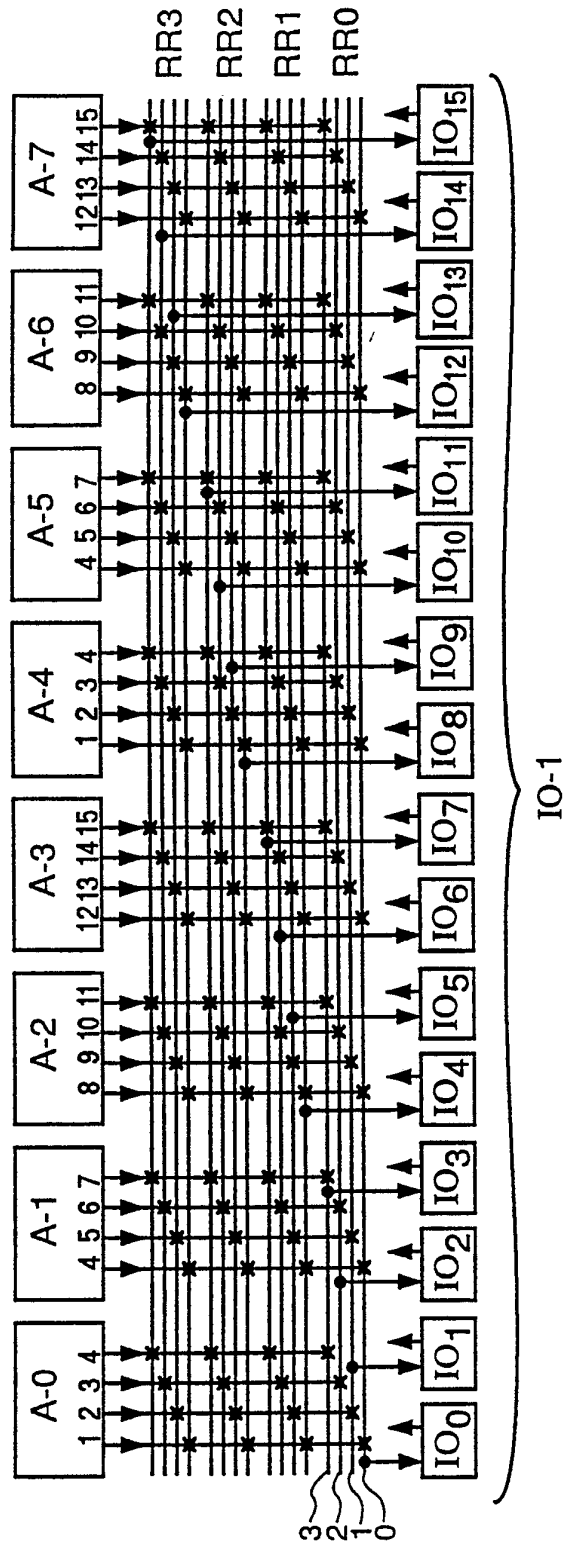 A-0 A-1 A-2 A-3 A-4 A-5 A-6 A-7
1 2 3 4 4 5 6 7 8 9 10 11 12 13 14 15 1 2 3 4 4 5 6 7 8 9 10 11 12 13 14 15
RR3
RR2
RR1
RR0
3
2
1
0
IO0 IO1 IO2 IO3 IO4 IO5 IO6 IO7 IO8 IO9 IO10 IO11 IO12 IO13 IO14 IO15
IO-1